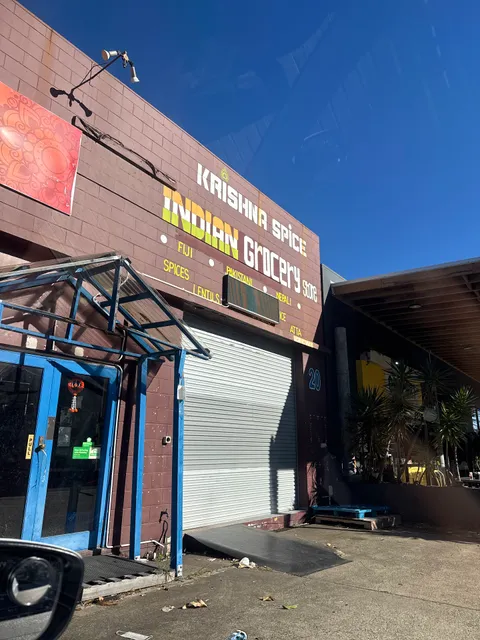 KRISHNA SPICE
INDIAN GROCERY STORE
FIJI
PAKISTANI
NEPALI
SPICES
LENTILS
ATTA
20